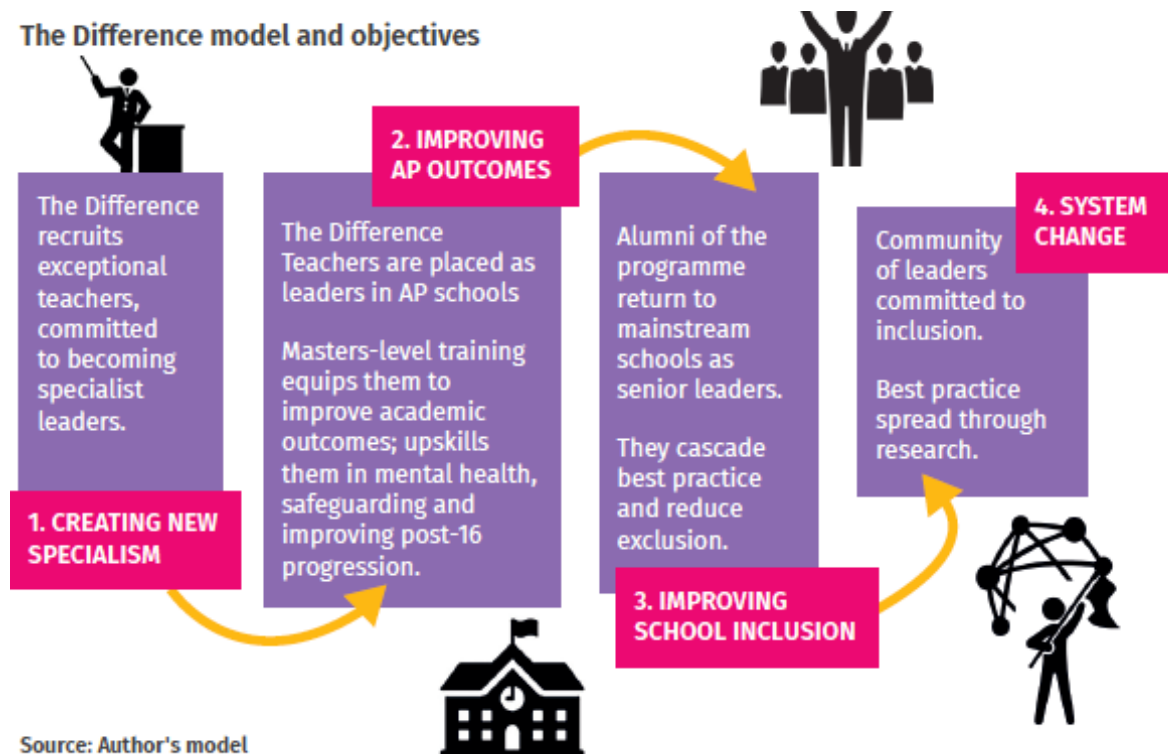 The Difference model and objectives
The Difference
recruits
exceptional
teachers,
committed
to becoming
specialist
leaders.
1. CREATING NEW
SPECIALISM
2. IMPROVING
AP OUTCOMES
The Difference
Teachers are placed as
leaders in AP schools
Masters-level training
equips them to
improve academic
outcomes; upskills
them in mental health,
safeguarding and
improving post-16
progression.
Alumni of the
programme
return to
mainstream
schools as
senior leaders.
They cascade
best practice
and reduce
exclusion.
3. IMPROVING
SCHOOL INCLUSION
4. SYSTEM
CHANGE
Community
of leaders
committed to
inclusion.
Best practice
spread through
research.
Source: Author's model